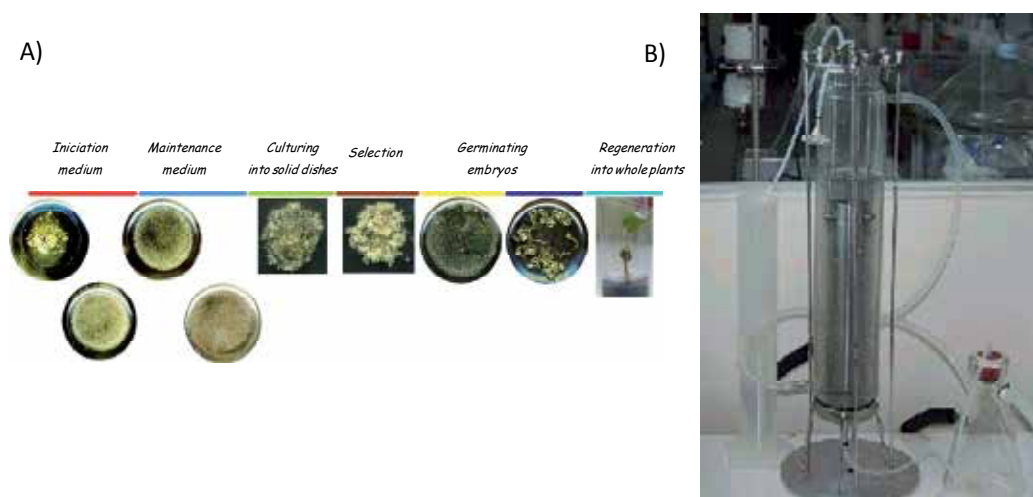 A)
B)
Iniciation
medium
Maintenance
medium
Culturing
into solid dishes
Selection
Germinating
embryos
Regeneration
into whole plants